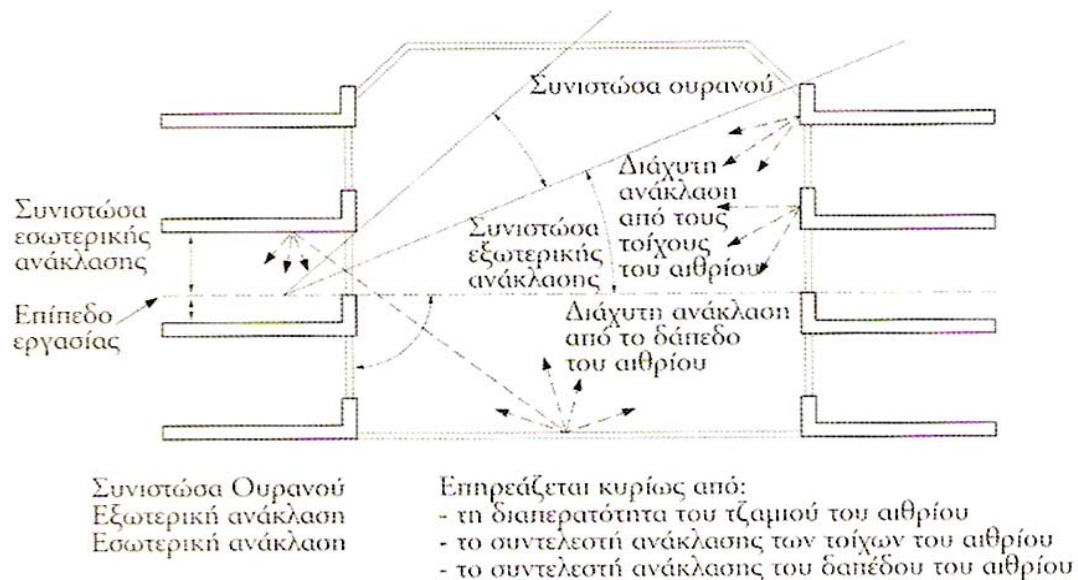 Συνιστώσα ουρανού
Διάχυτη
ανάκλαση
από τους
τοίχους
του αιθρίου
Συνιστώσα
εσωτερικής
ανάκλασης
Συνιστώσα
εξωτερικής
ανάκλασης
Επίπεδο
εργασίας
Διάχυτη ανάκλαση
από το δάπεδο
του αιθρίου
Συνιστώσα Ουρανού
Εξωτερική ανάκλαση
Εσωτερική ανάκλαση
Επηρεάζεται κυρίως από:
- τη διαπερατότητα του τζαμιού του αιθρίου
- το συντελεστή ανάκλασης των τοίχων του αιθρίου
- το συντελεστή ανάκλασης του δαπέδου του αιθρίου